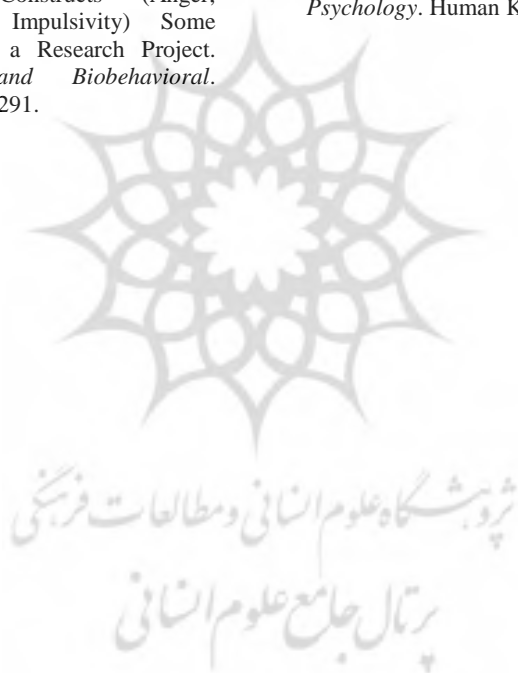 Constructs (Anger,
Impulsivity) Some
a Research Project.
and Biobehavioral.
291.
Psychology. Human K
پژوهشگاه علوم انسانی و مطالعات فرهنگی
پرتال جامع علوم انسانی